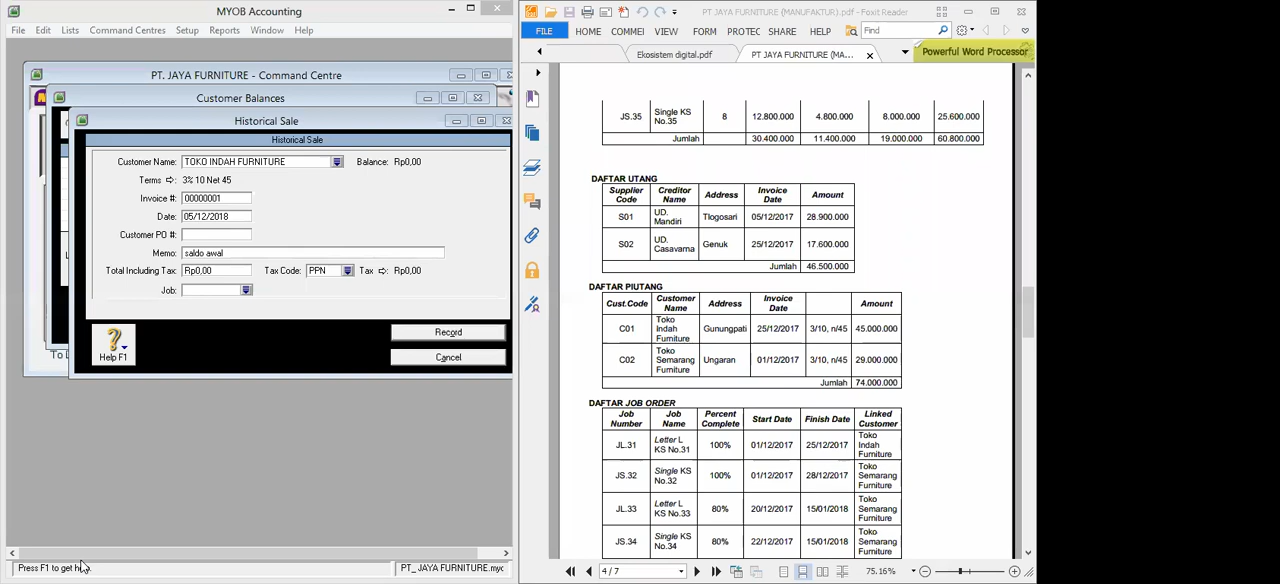 MYOB Accounting
File Edit Lists Command Centres Setup Reports Window Help
PT. JAYA FURNITURE - Command Centre
Customer Balances
Historical Sale
Historical Sale
Customer Name: TOKO INDAH FURNITURE Balance: Rp0,00
Terms 3% 10 Net 45
Invoice #: 00000001
Date: 05/12/2018
Customer PO #:
Memo: saldo awal
Total Including Tax: Rp0,00 Tax Code: PPN Tax Rp0,00
Job:
Help F1
Record
Cancel
Press F1 to get
PT_ JAYA FURNITURE.myo
PT JAYA FURNITURE (MANUFAKTUR).pdf - Foxit Reader
FILE HOME COMMEI VIEW FORM PROTEC SHARE HELP Find
Ekosistem digital.pdf PT JAYA FURNITURE (MA... Powerful Word Processor
JS.35 Single KS No.35 8 12.800.000 4.800.000 8.000.000 25.600.000
Jumlah 30.400.000 11.400.000 19.000.000 60.800.000
DAFTAR UTANG
Supplier Code Creditor Name Address Invoice Date Amount
S01 UD. Mandiri Tlogosari 05/12/2017 28.900.000
S02 UD. Casavarna Genuk 25/12/2017 17.600.000
Jumlah 46.500.000
DAFTAR PIUTANG
Cust.Code Customer Name Address Invoice Date Amount
C01 Toko Indah Furniture Gunungpati 25/12/2017 3/10, n/45 45.000.000
C02 Toko Semarang Furniture Ungaran 01/12/2017 3/10, n/45 29.000.000
Jumlah 74.000.000
DAFTAR JOB ORDER
Job Number Job Name Percent Complete Start Date Finish Date Linked Customer
JL.31 Letter L KS No.31 100% 01/12/2017 25/12/2017 Toko Indah Furniture
JS.32 Single KS No.32 100% 01/12/2017 28/12/2017 Toko Semarang Furniture
JL.33 Letter L KS No.33 80% 20/12/2017 15/01/2018 Toko Semarang Furniture
JS.34 Single KS No.34 80% 22/12/2017 15/01/2018 Toko Semarang Furniture
4 / 7 75.16%